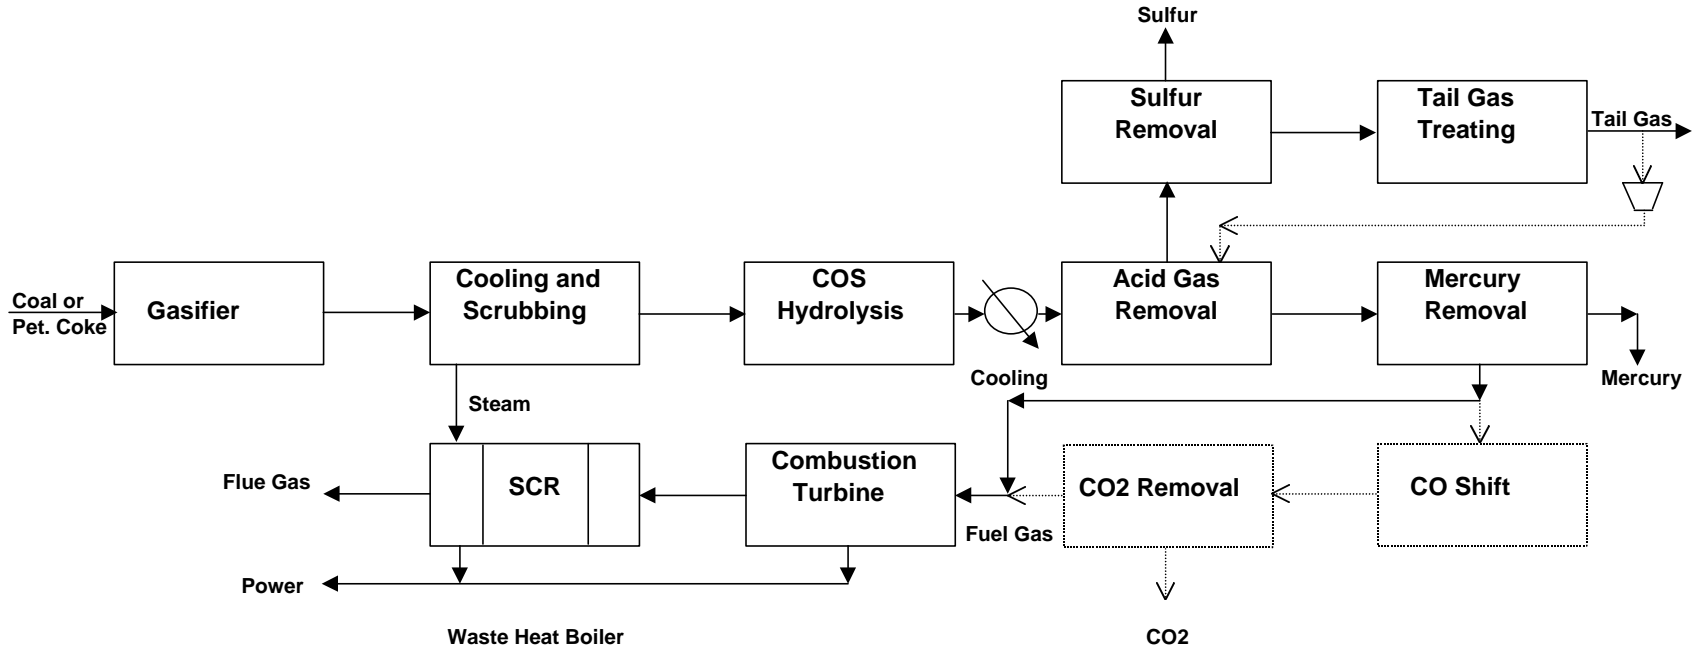 Sulfur
Sulfur
Removal
Tail Gas
Treating
Tail Gas
Coal or
Pet. Coke
Gasifier
Cooling and
Scrubbing
COS
Hydrolysis
Cooling
Acid Gas
Removal
Mercury
Removal
Mercury
Steam
Flue Gas
SCR
Combustion
Turbine
Fuel Gas
CO2 Removal
CO Shift
Power
Waste Heat Boiler
CO2